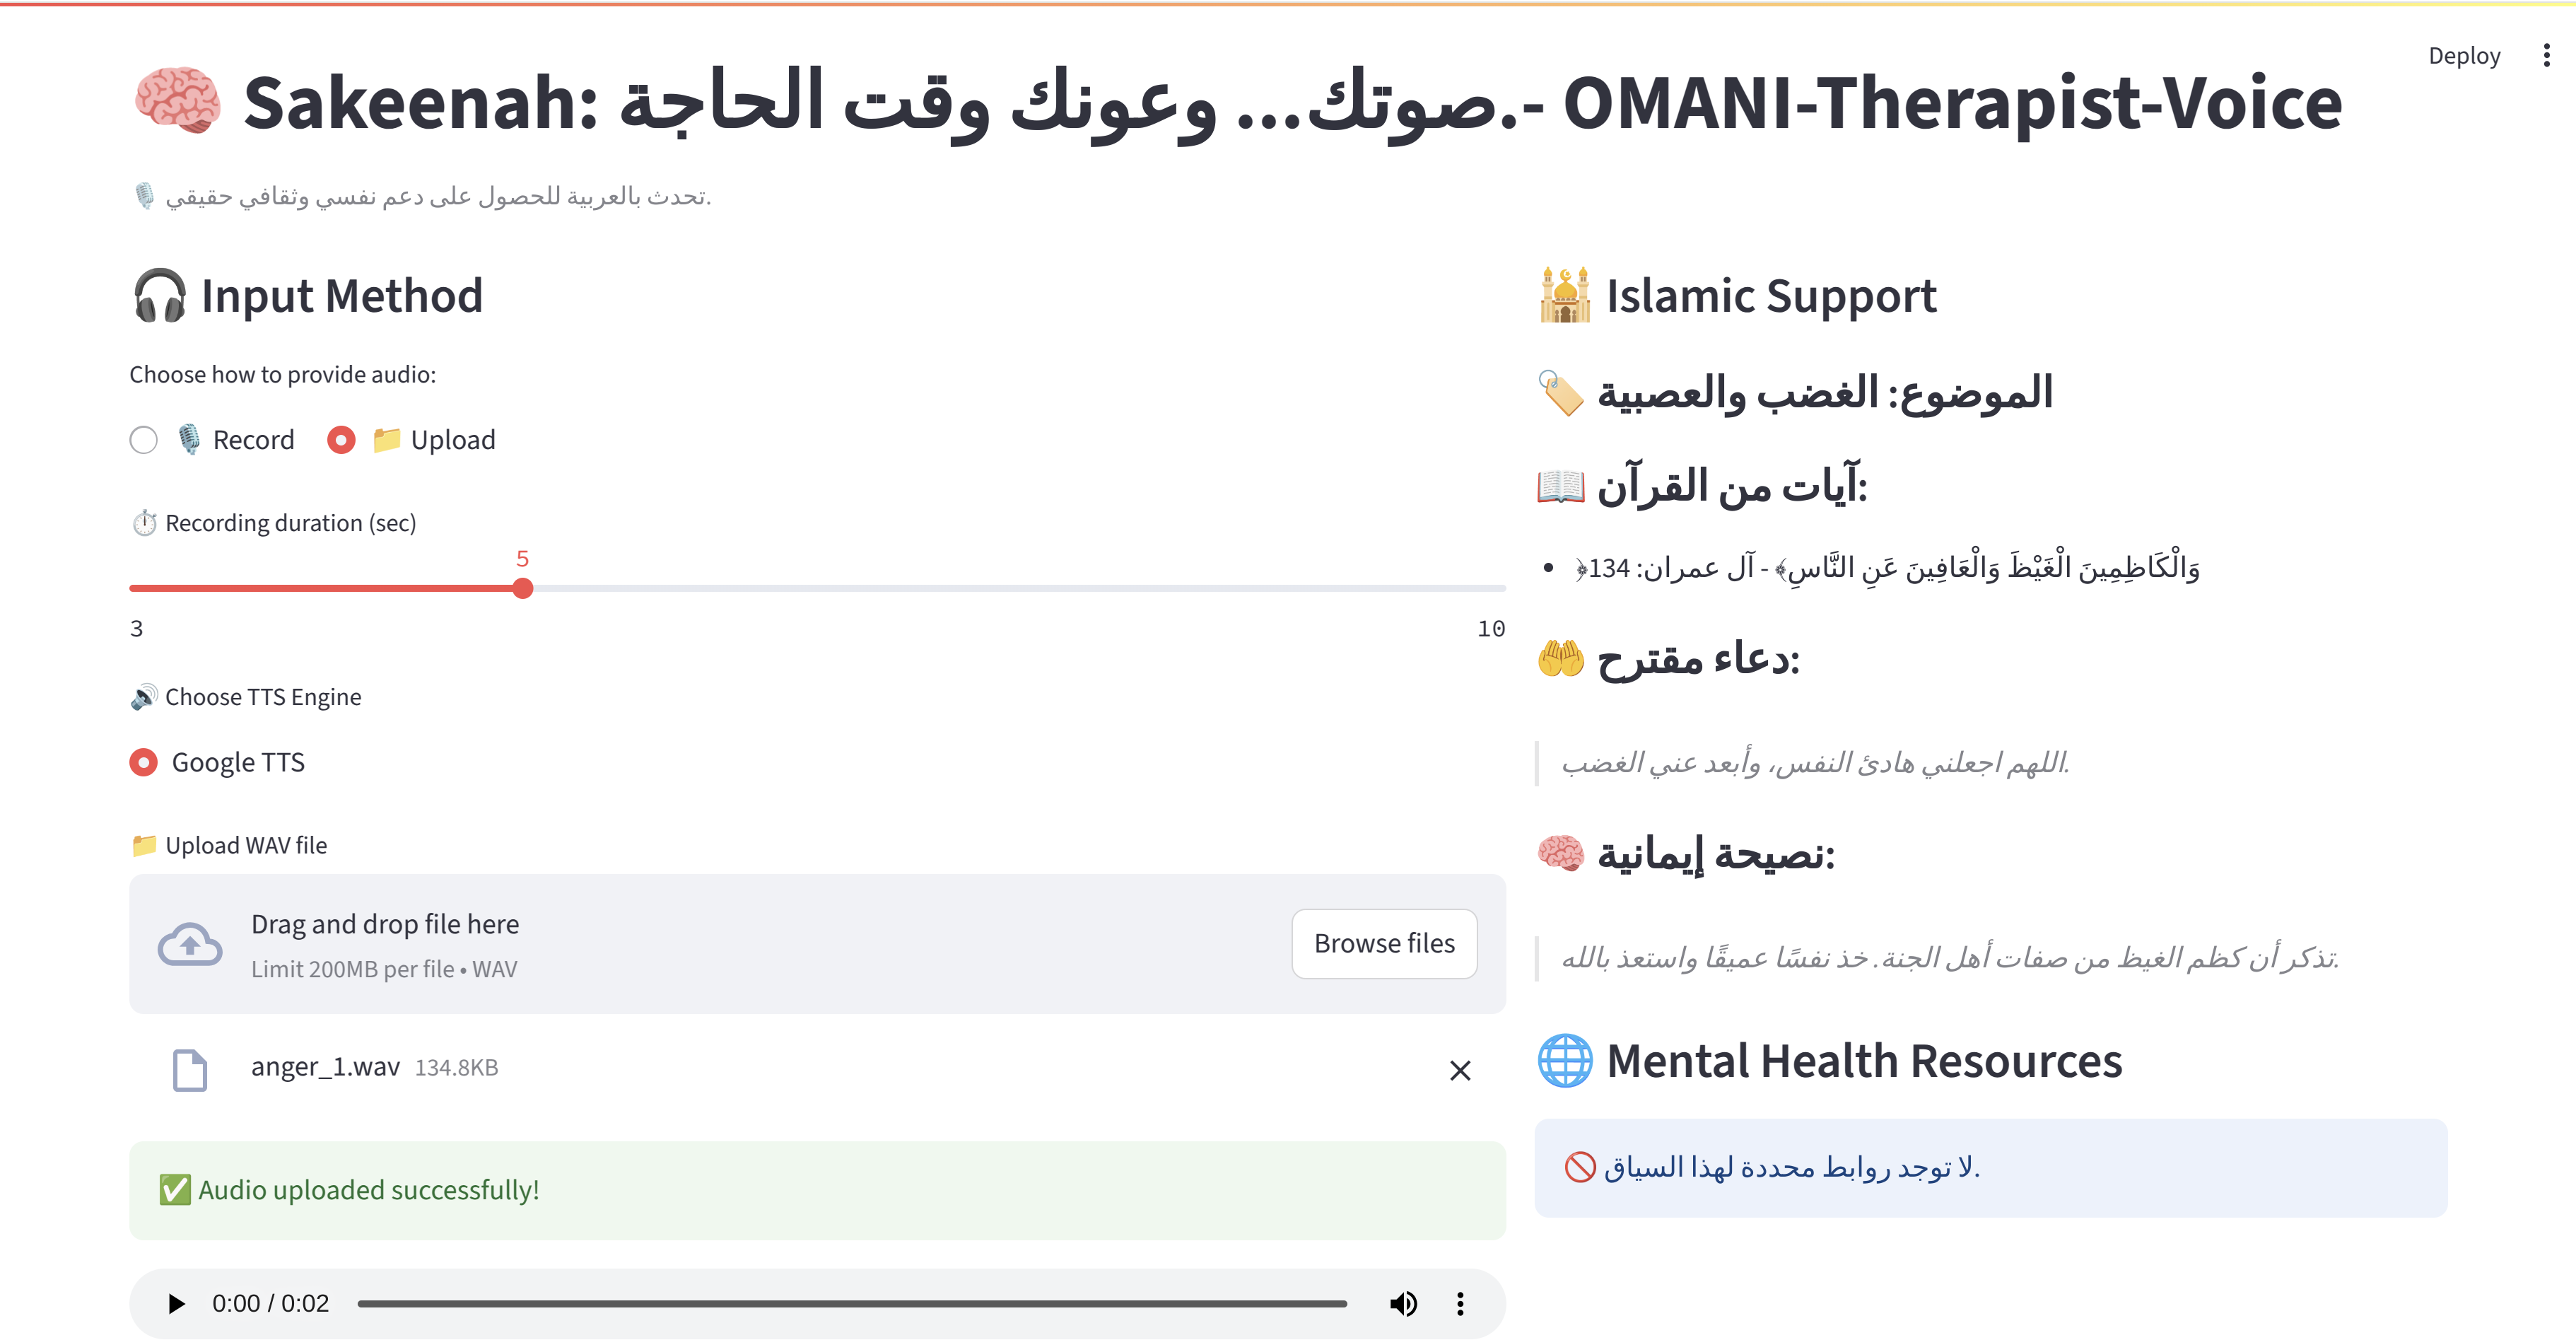 Deploy
🧠 Sakeenah: صوتك... وعونك وقت الحاجة.- OMANI-Therapist-Voice
🎙️ تحدث بالعربية للحصول على دعم نفسي وثقافي حقيقي.
🎧 Input Method
Choose how to provide audio:
🎙️ Record 📁 Upload
⏱️ Recording duration (sec)
5
3 10
🔊 Choose TTS Engine
Google TTS
📁 Upload WAV file
Drag and drop file here
Limit 200MB per file • WAV
Browse files
anger_1.wav 134.8KB
✅ Audio uploaded successfully!
0:00 / 0:02
🕌 Islamic Support
🏷️ الموضوع: الغضب والعصبية
📖 آيات من القرآن:
• ﴿وَالْكَاظِمِينَ الْغَيْظَ وَالْعَافِينَ عَنِ النَّاسِ﴾ - آل عمران: 134
🤲 دعاء مقترح:
اللهم اجعلني هادئ النفس، وأبعد عني الغضب.
🧠 نصيحة إيمانية:
تذكر أن كظم الغيظ من صفات أهل الجنة. خذ نفسًا عميقًا واستعذ بالله.
🌐 Mental Health Resources
🚫 لا توجد روابط محددة لهذا السياق.